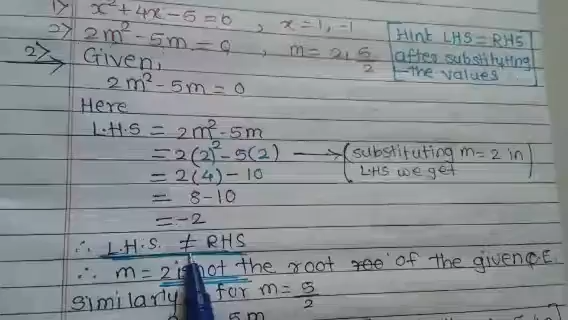 1) x² + 4x - 5 = 0 , x = 1, -1
2) 2m² - 5m = 0 , m = 2, 5/2
Hint LHS = RHS
after substituting
the values
2) Given,
2m² - 5m = 0
Here
L.H.S = 2m² - 5m
= 2(2)² - 5(2) → (substituting m = 2 in
LHS we get)
= 2(4) - 10
= 8 - 10
= -2
∴ L.H.S. ≠ RHS
∴ m = 2 is not the root of the given Q.E.
Similarly for m = 5/2
5m